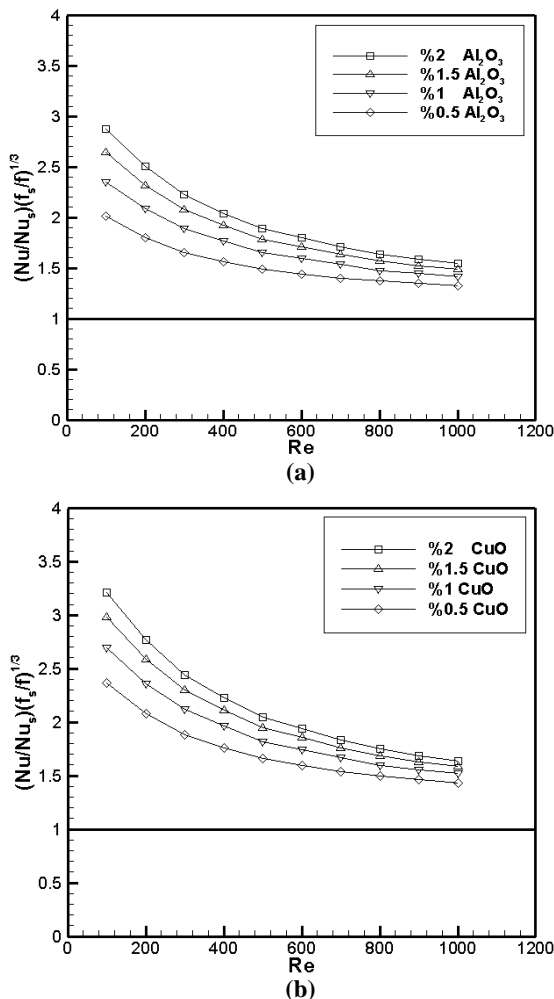 4
3.5
3
2.5
2
1.5
1
0.5
0
(Nu/Nuₛ)(fₛ/f)^1/3
%2 Al₂O₃
%1.5 Al₂O₃
%1 Al₂O₃
%0.5 Al₂O₃
0 200 400 600 800 1000 1200
Re
(a)
4
3.5
3
2.5
2
1.5
1
0.5
0
(Nu/Nuₛ)(fₛ/f)^1/3
%2 CuO
%1.5 CuO
%1 CuO
%0.5 CuO
0 200 400 600 800 1000 1200
Re
(b)